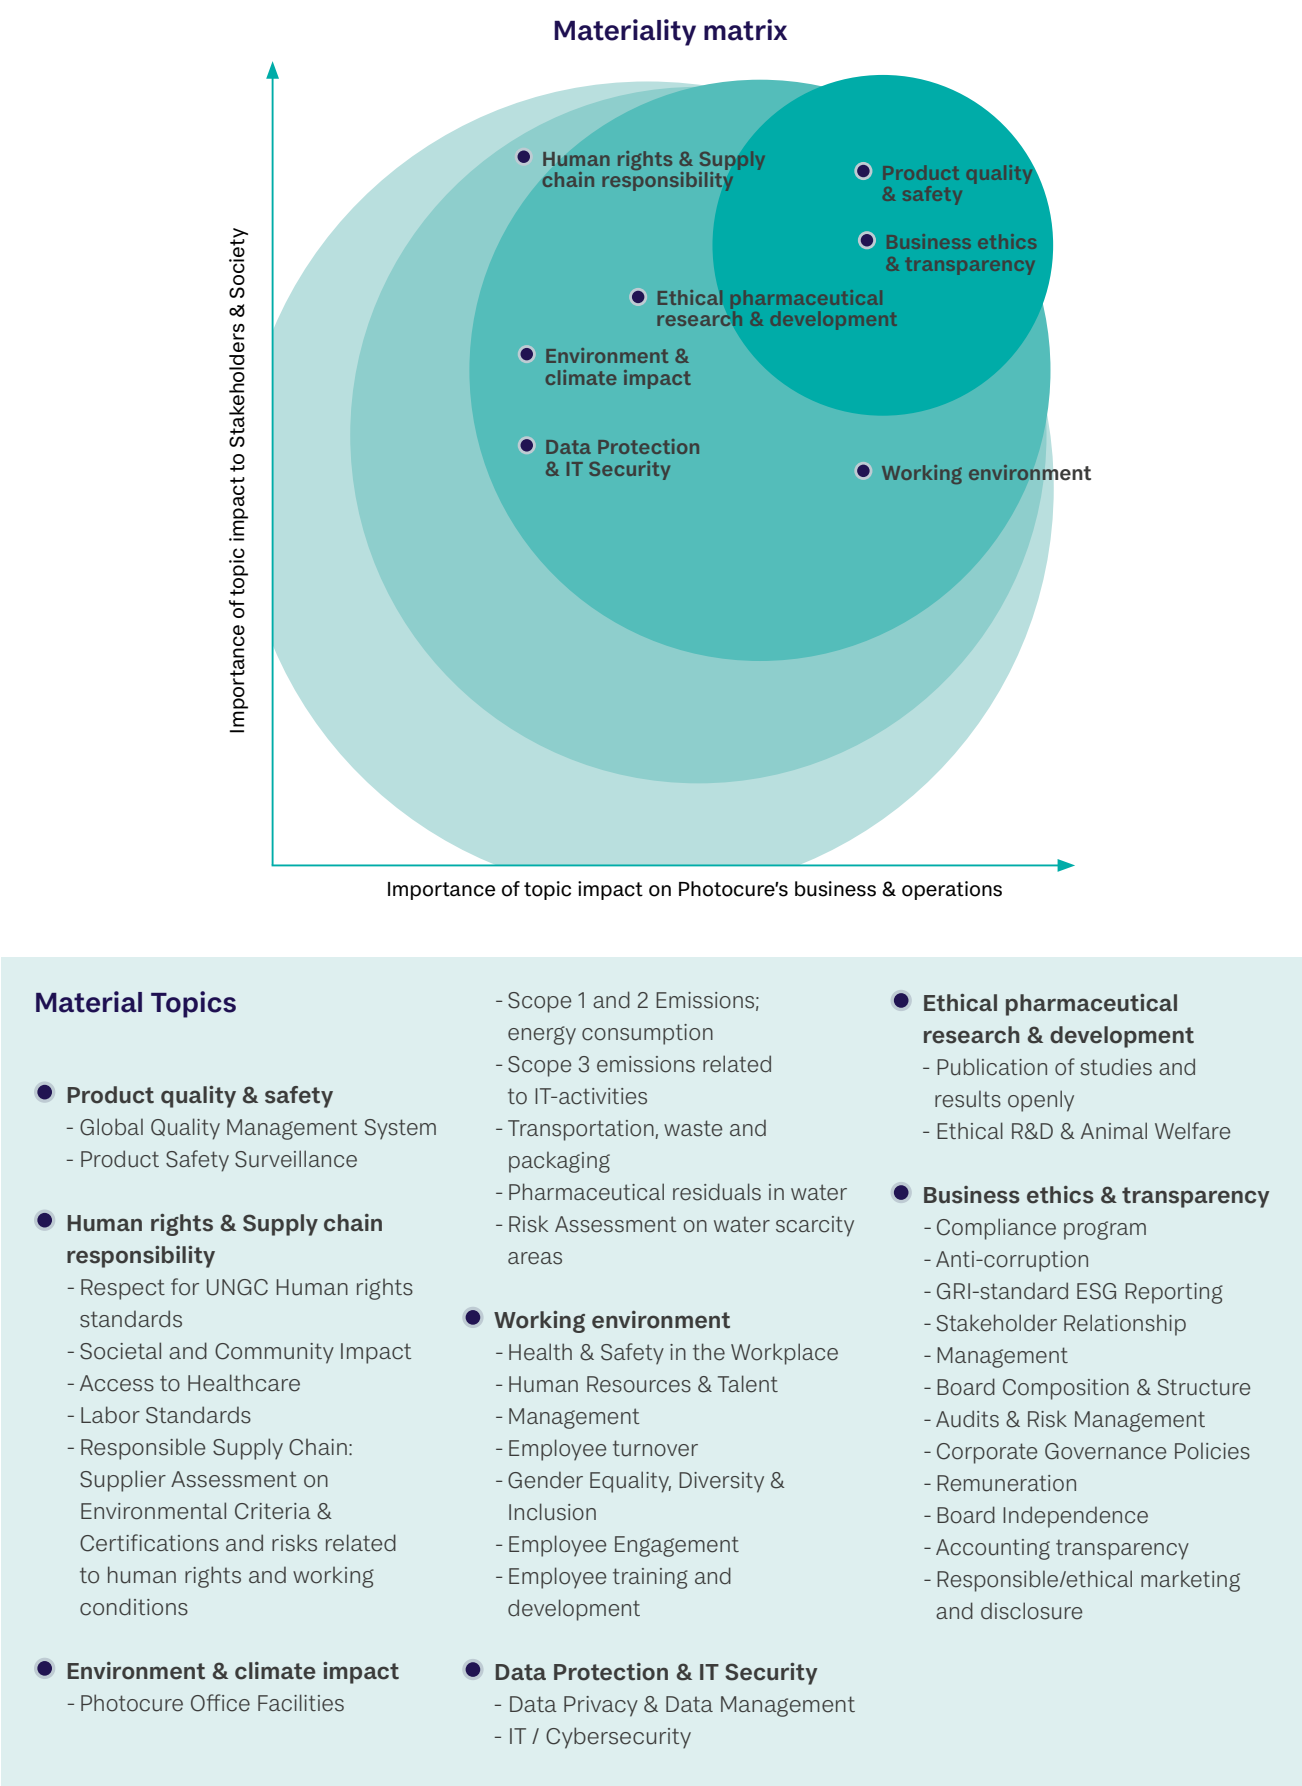 Materiality matrix
Importance of topic impact to Stakeholders & Society
Human rights & Supply
chain responsibility
Product quality
& safety
Business ethics
& transparency
Ethical pharmaceutical
research & development
Environment &
climate impact
Data Protection
& IT Security
Working environment
Importance of topic impact on Photocure's business & operations
Material Topics
Product quality & safety
- Global Quality Management System
- Product Safety Surveillance
Human rights & Supply chain
responsibility
- Respect for UNGC Human rights
standards
- Societal and Community Impact
- Access to Healthcare
- Labor Standards
- Responsible Supply Chain:
Supplier Assessment on
Environmental Criteria &
Certifications and risks related
to human rights and working
conditions
Environment & climate impact
- Photocure Office Facilities
- Scope 1 and 2 Emissions;
energy consumption
- Scope 3 emissions related
to IT-activities
- Transportation, waste and
packaging
- Pharmaceutical residuals in water
- Risk Assessment on water scarcity
areas
Working environment
- Health & Safety in the Workplace
- Human Resources & Talent
- Management
- Employee turnover
- Gender Equality, Diversity &
Inclusion
- Employee Engagement
- Employee training and
development
Data Protection & IT Security
- Data Privacy & Data Management
- IT / Cybersecurity
Ethical pharmaceutical
research & development
- Publication of studies and
results openly
- Ethical R&D & Animal Welfare
Business ethics & transparency
- Compliance program
- Anti-corruption
- GRI-standard ESG Reporting
- Stakeholder Relationship
- Management
- Board Composition & Structure
- Audits & Risk Management
- Corporate Governance Policies
- Remuneration
- Board Independence
- Accounting transparency
- Responsible/ethical marketing
and disclosure